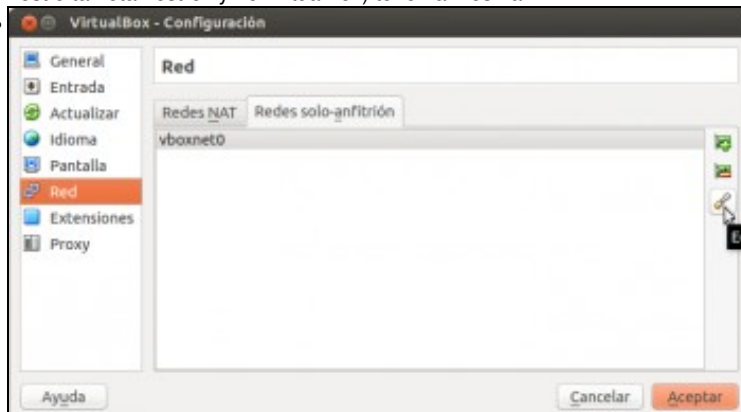 VirtualBox - Configuración
General
Entrada
Actualizar
Idioma
Pantalla
Red
Extensiones
Proxy
Red
Redes NAT
Redes solo-anfitrión
vboxnet0
Ayuda
Cancelar
Aceptar